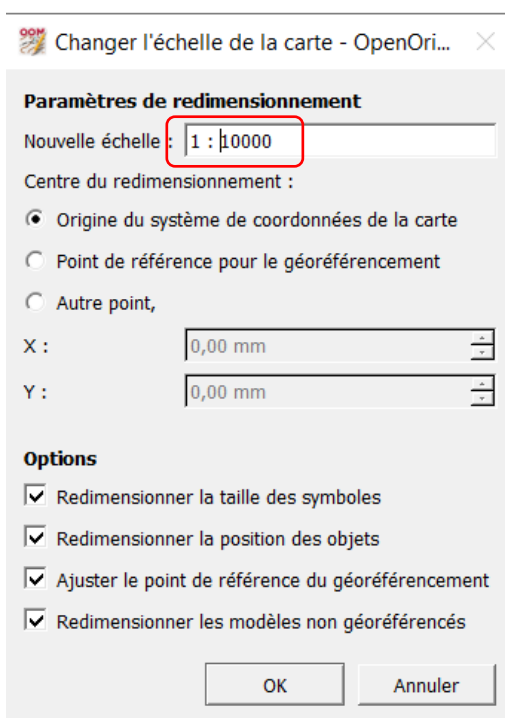 OOM
Changer l'échelle de la carte - OpenOri...
Paramètres de redimensionnement
Nouvelle échelle : 1 : 10000
Centre du redimensionnement :
Origine du système de coordonnées de la carte
Point de référence pour le géoréférencement
Autre point,
X : 0,00 mm
Y : 0,00 mm
Options
Redimensionner la taille des symboles
Redimensionner la position des objets
Ajuster le point de référence du géoréférencement
Redimensionner les modèles non géoréférencés
OK Annuler